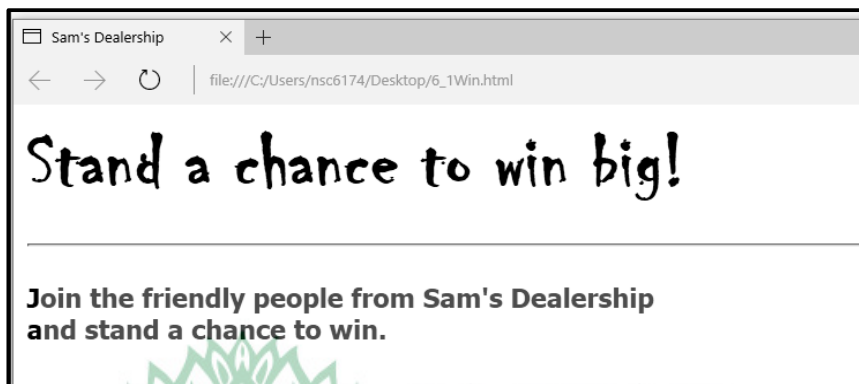 Sam's Dealership
file:///C:/Users/nsc6174/Desktop/6_1Win.html
Stand a chance to win big!
Join the friendly people from Sam's Dealership
and stand a chance to win.